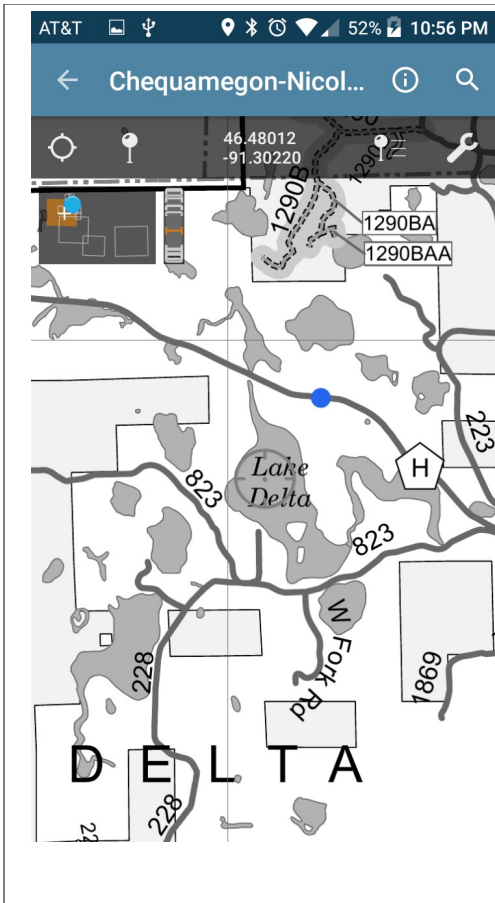 AT&T 52% 10:56 PM
Chequamegon-Nicol...
46.48012
-91.30220
1290B
1290BA
1290BAA
223
H
Lake
Delta
823
823
228
W Fork Rd
1869
D E L T A
228